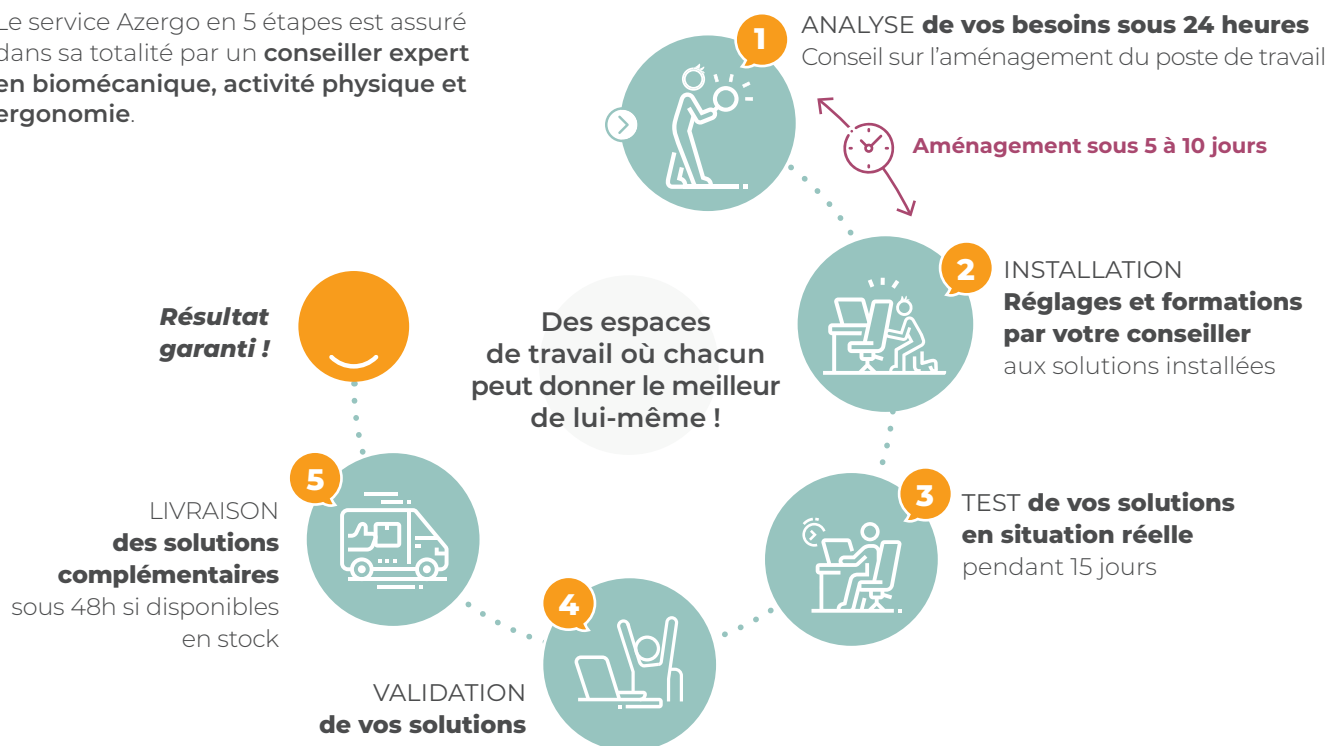 Le service Azergo en 5 étapes est assuré
dans sa totalité par un conseiller expert
en biomécanique, activité physique et
ergonomie.
1
ANALYSE de vos besoins sous 24 heures
Conseil sur l’aménagement du poste de travail
Aménagement sous 5 à 10 jours
2
INSTALLATION
Réglages et formations
par votre conseiller
aux solutions installées
3
TEST de vos solutions
en situation réelle
pendant 15 jours
4
VALIDATION
de vos solutions
5
LIVRAISON
des solutions
complémentaires
sous 48h si disponibles
en stock
Résultat
garanti !
Des espaces
de travail où chacun
peut donner le meilleur
de lui-même !